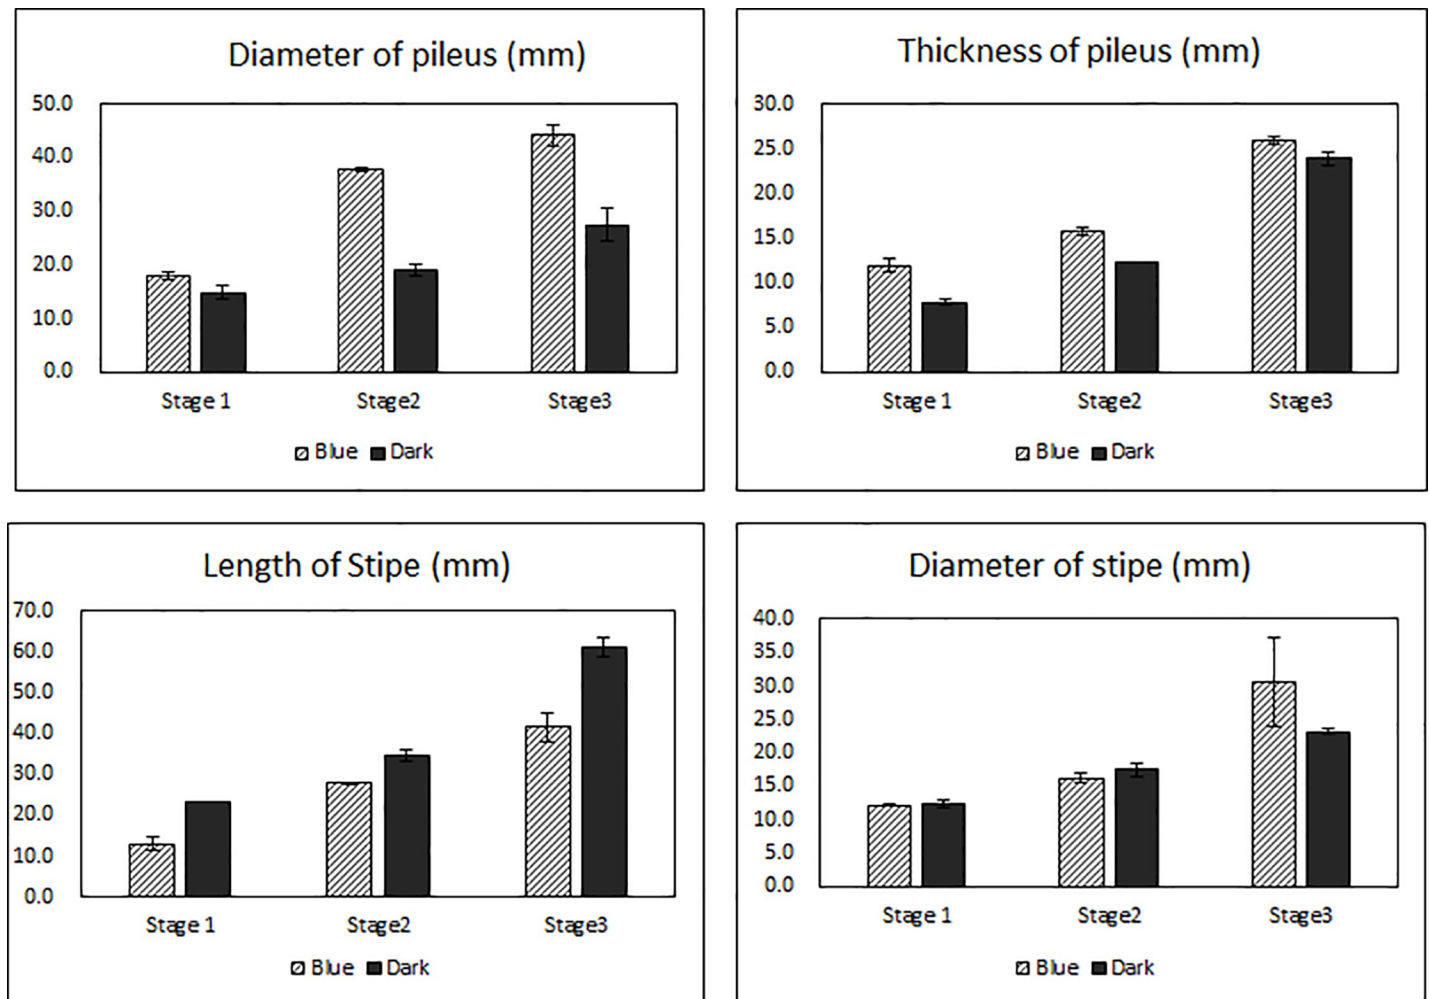 Diameter of pileus (mm)
50.0
40.0
30.0
20.0
10.0
0.0
Stage 1 Stage2 Stage3
Blue Dark
Thickness of pileus (mm)
30.0
25.0
20.0
15.0
10.0
5.0
0.0
Stage 1 Stage2 Stage3
Blue Dark
Length of Stipe (mm)
70.0
60.0
50.0
40.0
30.0
20.0
10.0
0.0
Stage 1 Stage2 Stage3
Blue Dark
Diameter of stipe (mm)
40.0
35.0
30.0
25.0
20.0
15.0
10.0
5.0
0.0
Stage 1 Stage2 Stage3
Blue Dark